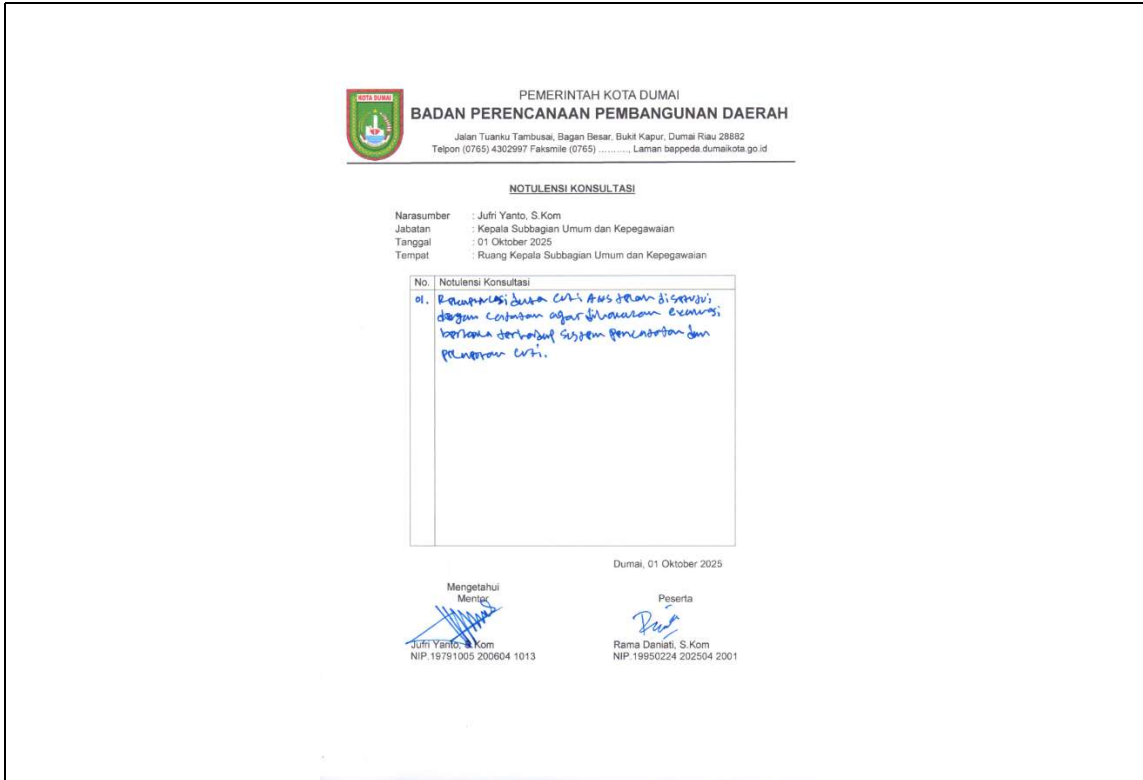 KOTA DUMAI
PEMERINTAH KOTA DUMAI
BADAN PERENCANAAN PEMBANGUNAN DAERAH
Jalan Tuanku Tambusai, Bagan Besar, Bukit Kapur, Dumai Riau 28882
Telpon (0765) 4302997 Faksmile (0765) ………., Laman bappeda.dumaikota.go.id
NOTULENSI KONSULTASI
Narasumber : Jufri Yanto, S.Kom
Jabatan : Kepala Subbagian Umum dan Kepegawaian
Tanggal : 01 Oktober 2025
Tempat : Ruang Kepala Subbagian Umum dan Kepegawaian
No. Notulensi Konsultasi
01. data cuti telah disetujui,
dengan catatan agar evaluasi
berkala terhadap sistem pencatatan dan
pelaporan cuti.
Dumai, 01 Oktober 2025
Mengetahui
Mentor
Peserta
Jufri Yanto, S.Kom
NIP.19791005 200604 1013
Rama Daniati, S.Kom
NIP.19950224 202504 2001